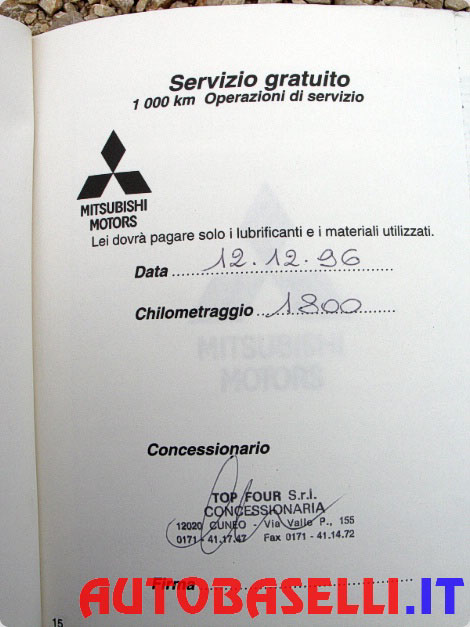 Servizio gratuito
1 000 km Operazioni di servizio
MITSUBISHI
MOTORS
Lei dovrà pagare solo i lubrificanti e i materiali utilizzati.
Data 12.12.96
Chilometraggio 1800
MITSUBISHI
MOTORS
Concessionario
TOP FOUR S.r.l.
CONCESSIONARIA
12020 CUNEO - Via Valle P., 155
0171 - 41.17.47 Fax 0171 - 41.14.72
Firma
AUTOBASELLI.IT
15